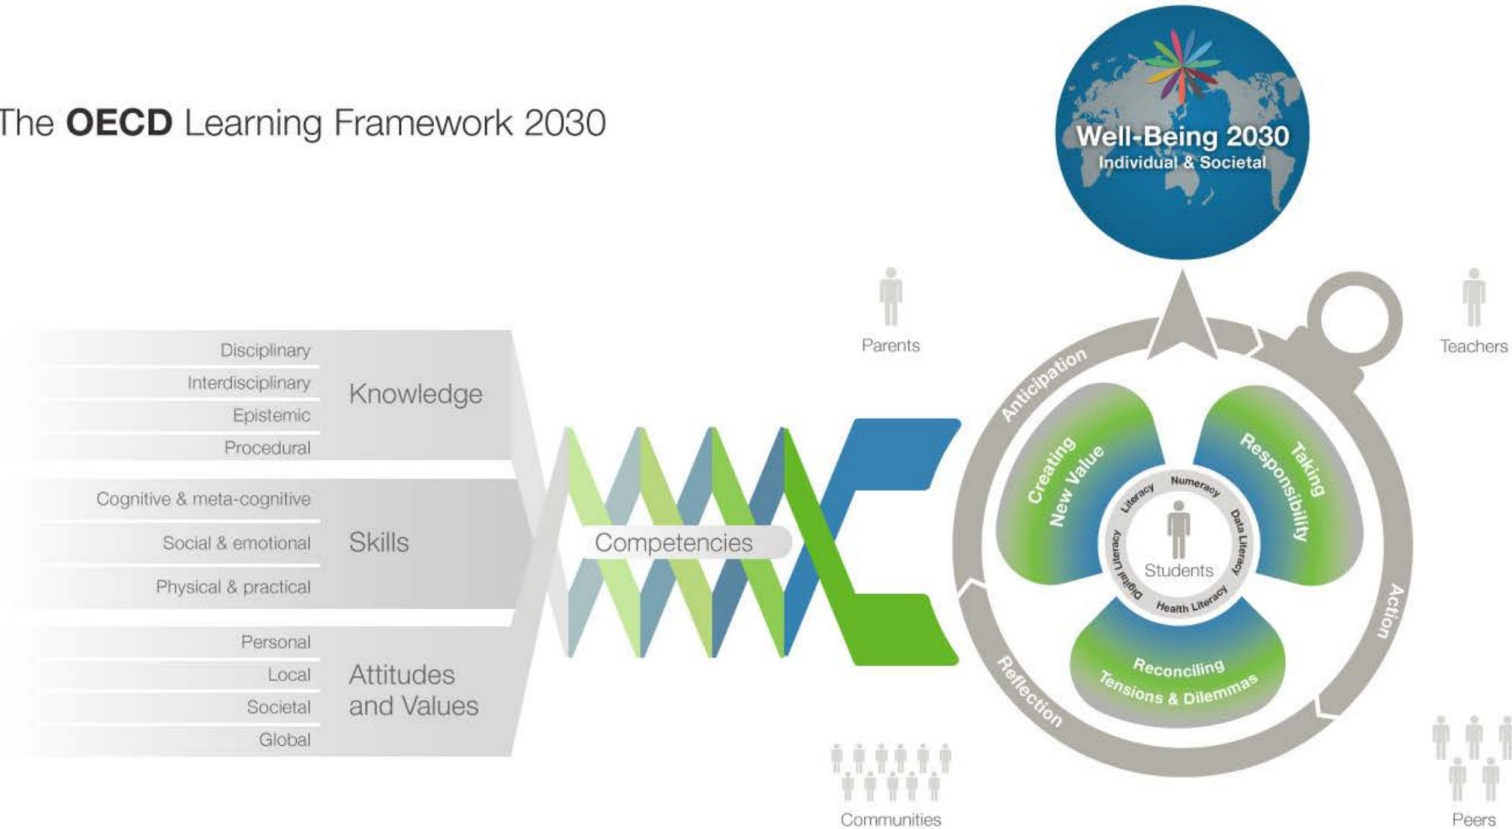 The OECD Learning Framework 2030
Well-Being 2030
Individual & Societal
Parents
Teachers
Disciplinary
Interdisciplinary
Epistemic
Procedural
Knowledge
Cognitive & meta-cognitive
Social & emotional
Physical & practical
Skills
Personal
Local
Societal
Global
Attitudes
and Values
Competencies
Anticipation
Action
Reflection
Creating
New Value
Taking
Responsibility
Reconciling
Tensions & Dilemmas
Literacy
Numeracy
Data Literacy
Health Literacy
Digital Literacy
Students
Communities
Peers